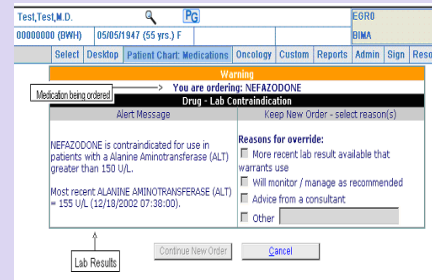 Test,Test,M.D. PG EGRO
00000000 (BWH) 05/05/1947 (55 yrs.) F BIMA
Select Desktop Patient Chart: Medications Oncology Custom Reports Admin Sign Reso
Warning
Medication being ordered
You are ordering: NEFAZODONE
Drug - Lab Contraindication
Alert Message
Keep New Order - select reason(s)
NEFAZODONE is contraindicated for use in
patients with a Alanine Aminotransferase (ALT)
greater than 150 U/L.
Most recent ALANINE AMINOTRANSFERASE (ALT)
= 155 U/L (12/18/2002 07:38:00).
Reasons for override:
More recent lab result available that
warrants use
Will monitor / manage as recommended
Advice from a consultant
Other
Lab Results
Continue New Order
Cancel